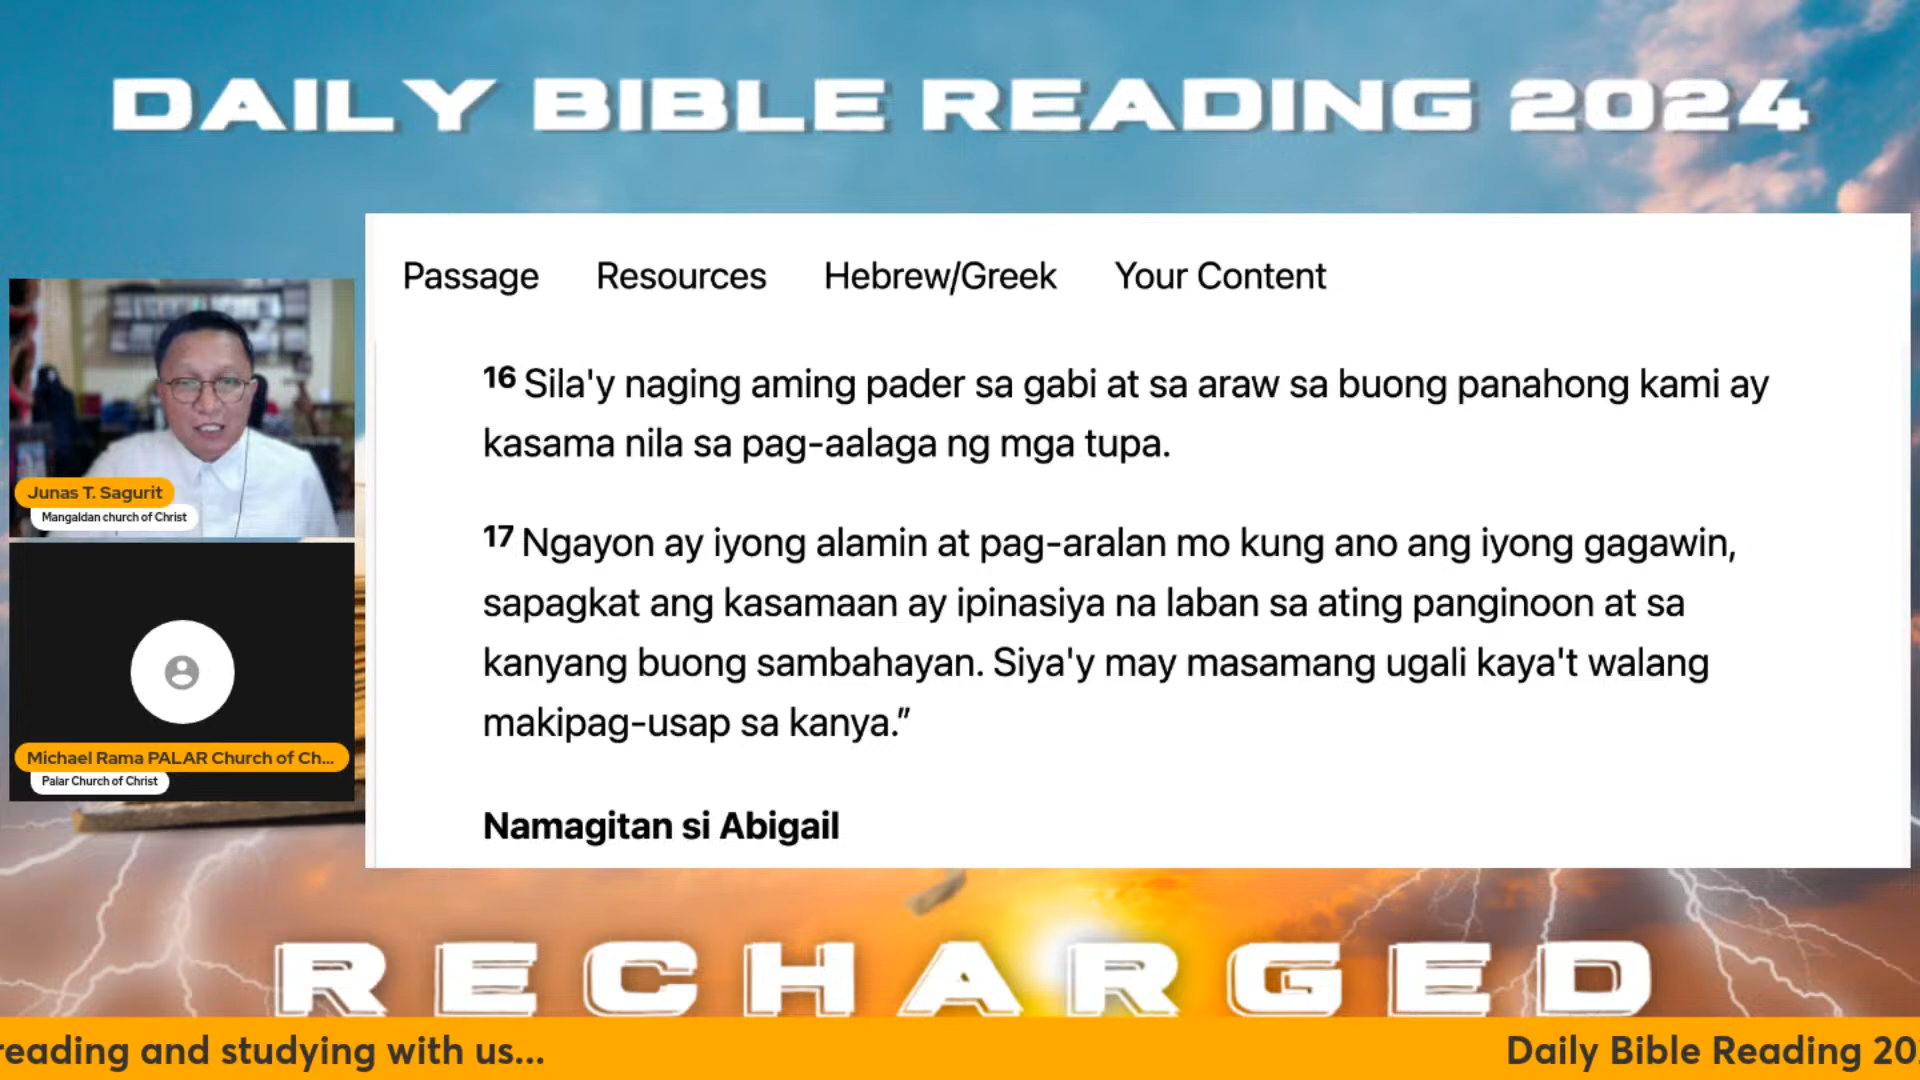 DAILY BIBLE READING 2024
Passage Resources Hebrew/Greek Your Content
16 Sila'y naging aming pader sa gabi at sa araw sa buong panahong kami ay
kasama nila sa pag-aalaga ng mga tupa.
17 Ngayon ay iyong alamin at pag-aralan mo kung ano ang iyong gagawin,
sapagkat ang kasamaan ay ipinasiya na laban sa ating panginoon at sa
kanyang buong sambahayan. Siya'y may masamang ugali kaya't walang
makipag-usap sa kanya.”
Namagitan si Abigail
Junas T. Sagurit
Mangaldan church of Christ
Michael Rama PALAR Church of Ch...
Palar Church of Christ
RECHARGED
reading and studying with us... Daily Bible Reading 20